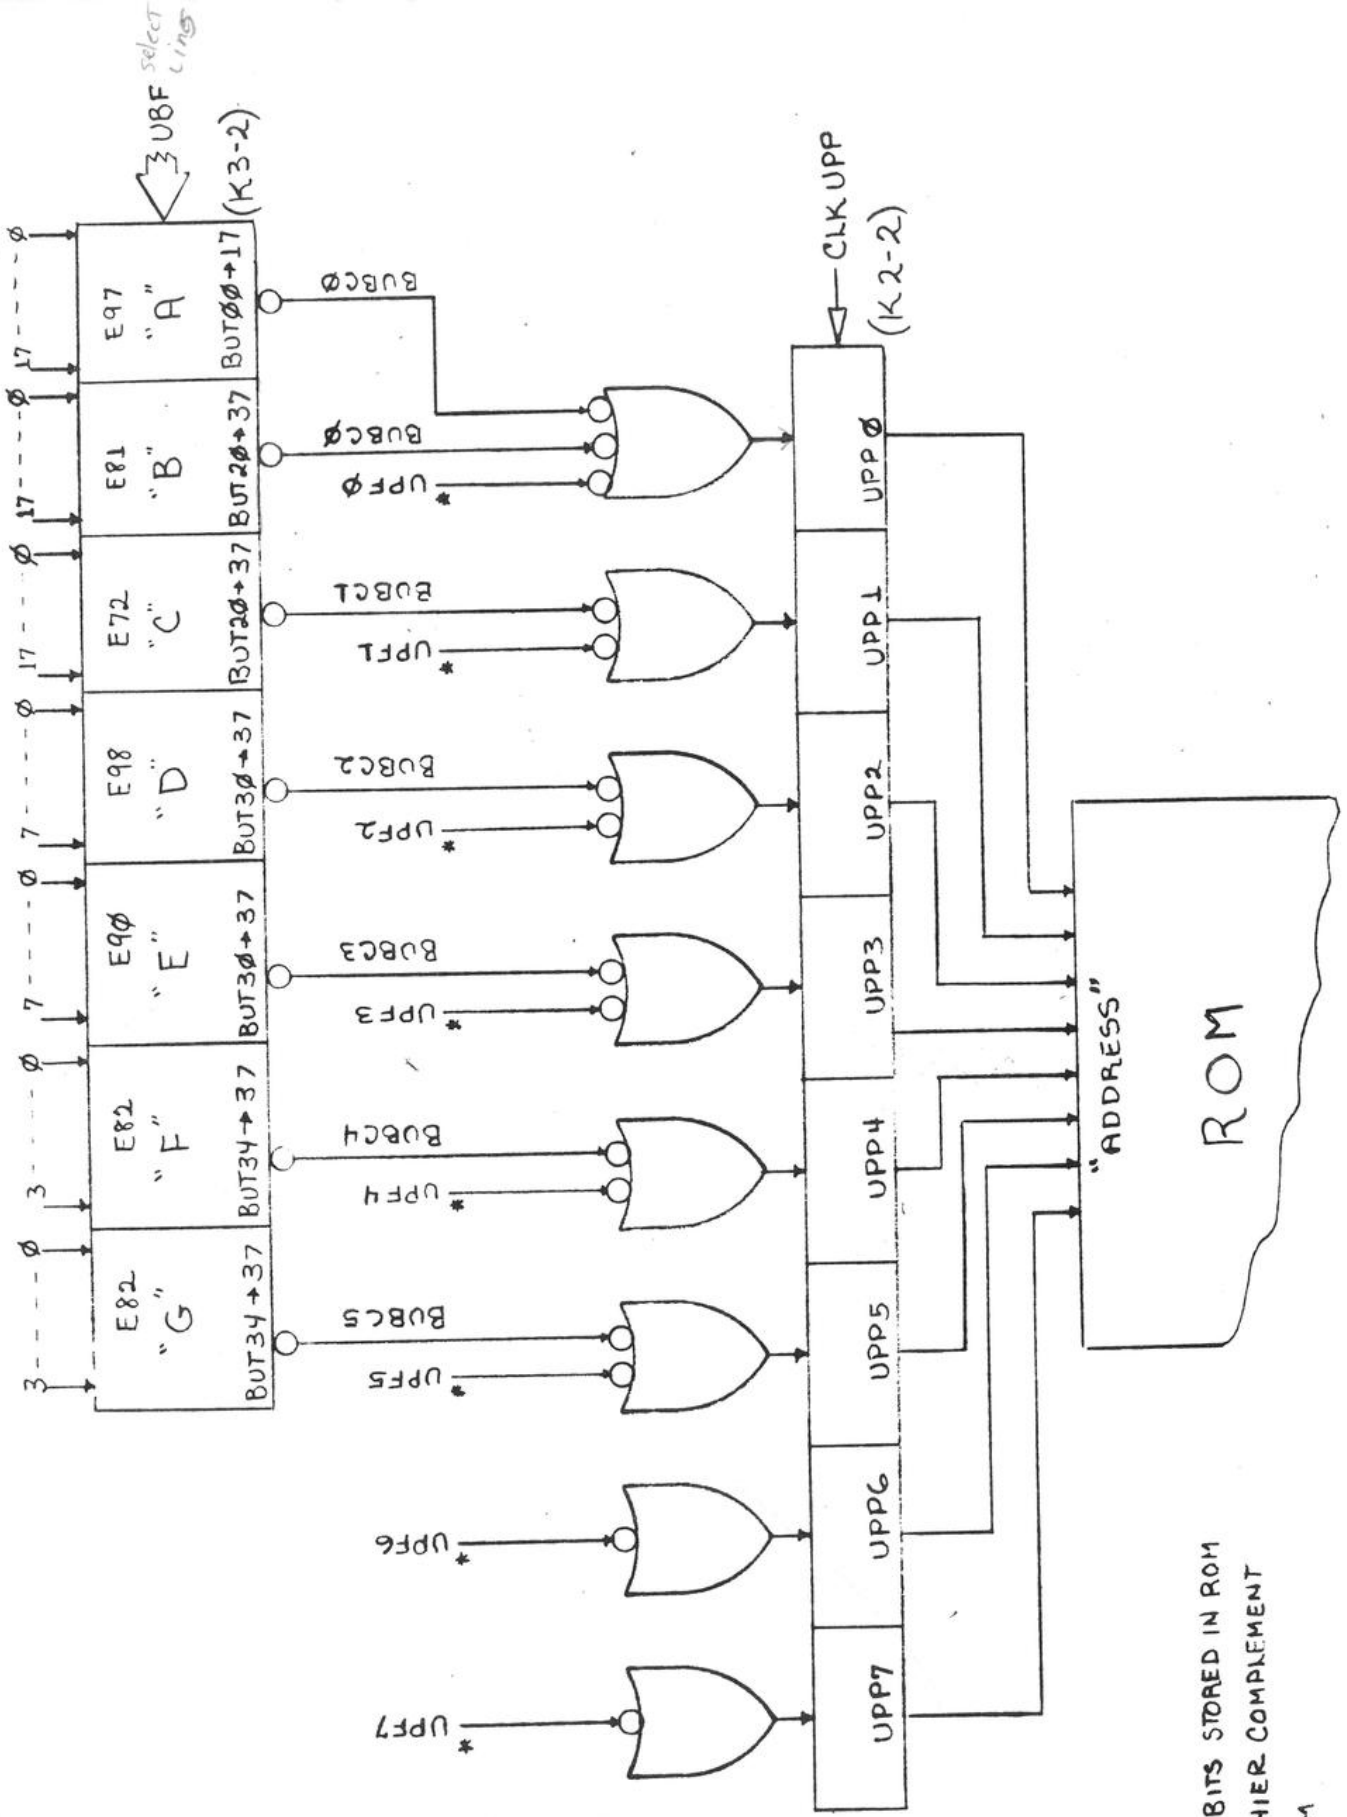 UBF select
lines
(K3-2)
3 - - - - Ø
3 - - - - Ø
7 - - - - Ø
7 - - - - Ø
17 - - - - Ø
17 - - - - Ø
17 - - - - Ø
E82
"G"
BUT34→37
E82
"F"
BUT34→37
E9Ø
"E"
BUT3Ø→37
E98
"D"
BUT3Ø→37
E72
"C"
BUT2Ø→37
E81
"B"
BUT2Ø→37
E97
"A"
BUTØØ→17
UPF7
*
UPF6
*
UPF5
*
BUBC5
UPF4
*
BUBC4
UPF3
*
BUBC3
UPF2
*
BUBC2
UPF1
*
BUBC1
UPFØ
*
BUBCØ
BUBCØ
UPP7
UPP6
UPP5
UPP4
UPP3
UPP2
UPP1
UPPØ
CLKUPP
(K2-2)
"ADDRESS"
ROM
BITS STORED IN ROM
HIER COMPLEMENT